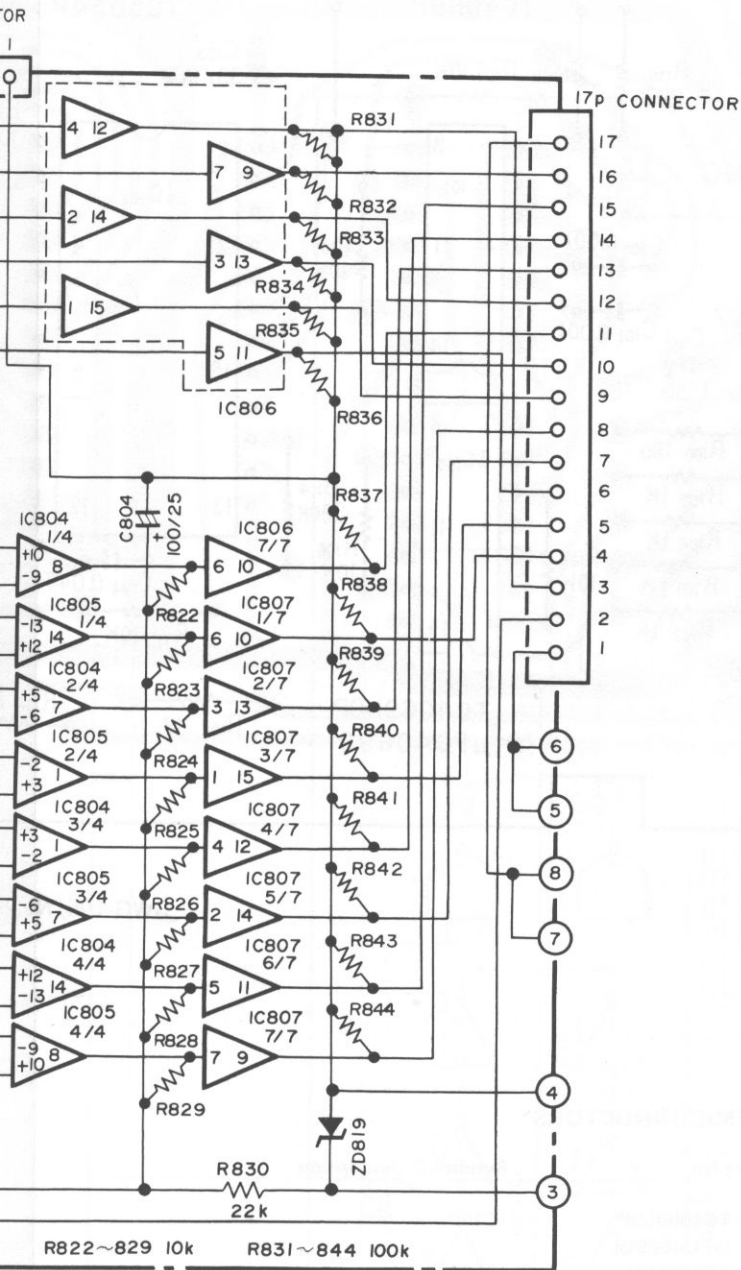 TOR
1
17p CONNECTOR
R831
17
4 12
7 9
16
15
R832
2 14
14
R833
3 13
13
R834
12
1 15
R835
11
5 11
10
9
IC806
R836
8
7
R837
6
C804
+ 100/25
IC804
1/4
IC806
7/7
5
+10
-9
8
6 10
4
R838
3
IC805
1/4
R822
IC807
1/7
2
-13
+12
14
6 10
R839
1
IC804
2/4
R823
IC807
2/7
+5
-6
7
3 13
R840
6
IC805
2/4
R824
IC807
3/7
-2
+3
1
1 15
R841
5
IC804
3/4
R825
IC807
4/7
+3
-2
1
4 12
R842
8
IC805
3/4
R826
IC807
5/7
-6
+5
7
2 14
R843
7
IC804
4/4
R827
IC807
6/7
+12
-13
14
5 11
R844
IC805
4/4
R828
IC807
7/7
-9
+10
8
7 9
4
R829
ZD819
R830
3
22k
R822~829 10k
R831~844 100k